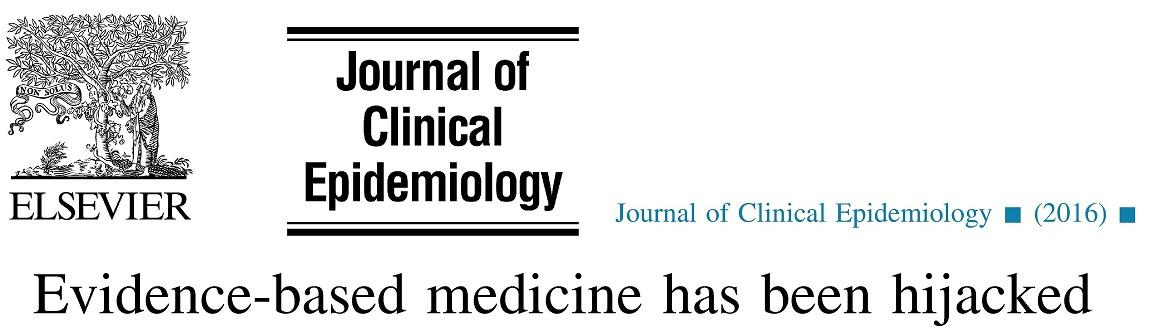 NON SOLUS
ELSEVIER
Journal of
Clinical
Epidemiology
Journal of Clinical Epidemiology ■ (2016) ■
Evidence-based medicine has been hijacked